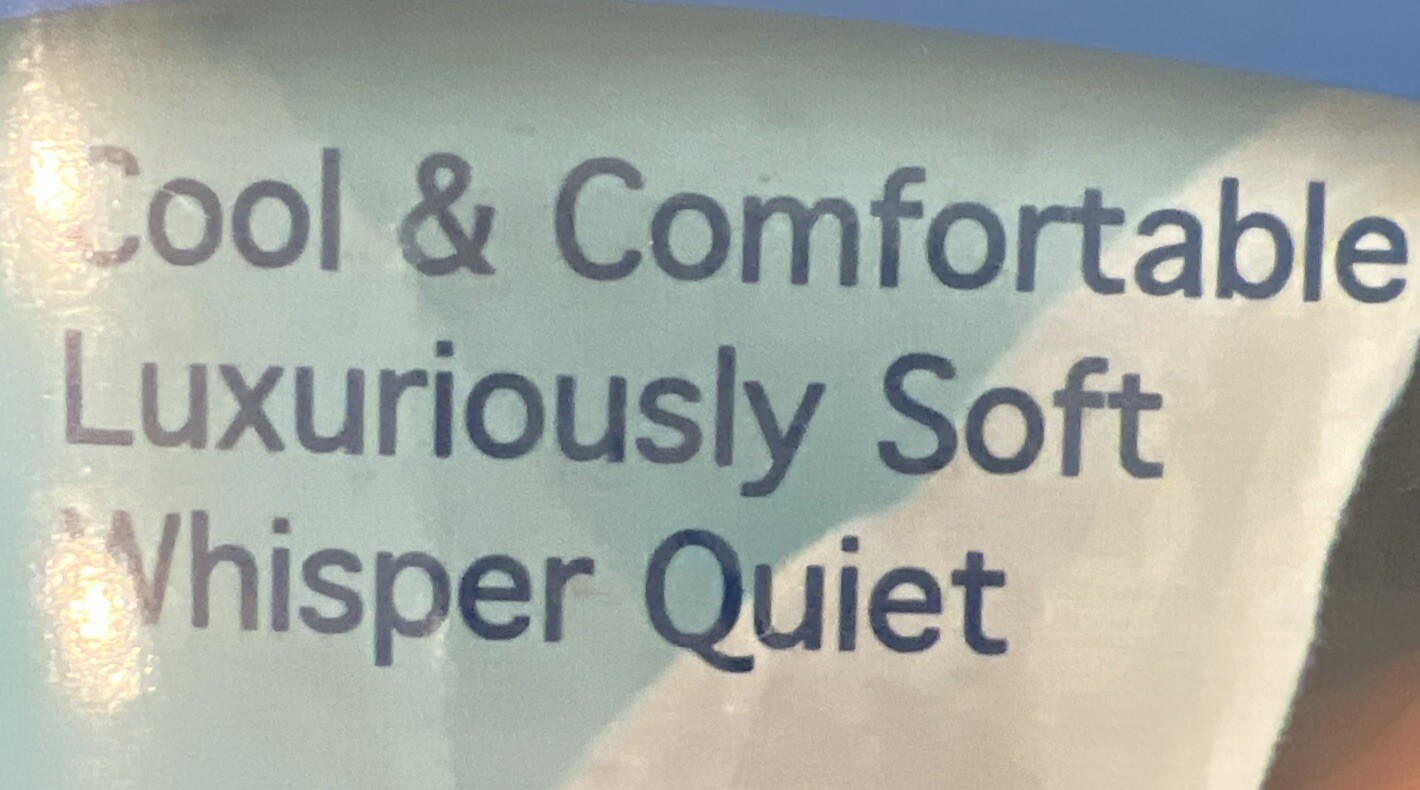 Cool & Comfortable
Luxuriously Soft
Whisper Quiet